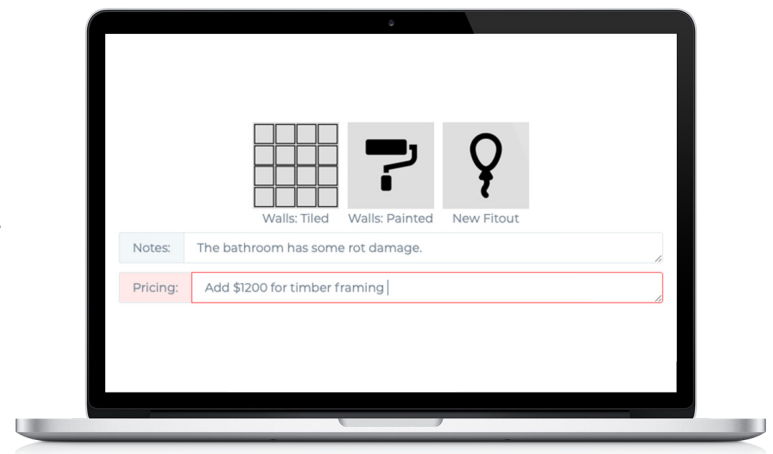 Walls: Tiled Walls: Painted New Fitout
Notes: The bathroom has some rot damage.
Pricing: Add $1200 for timber framing